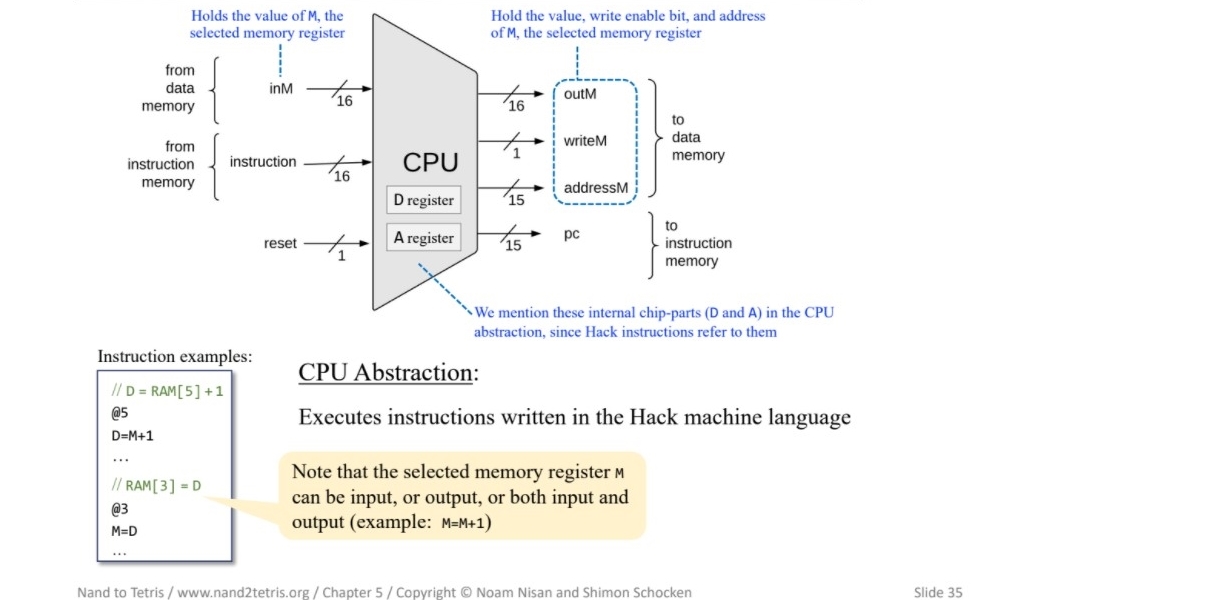 Holds the value of M, the
selected memory register
Hold the value, write enable bit, and address
of M, the selected memory register
from
data
memory
inM
16
from
instruction
memory
instruction
16
reset
1
CPU
D register
A register
16
outM
1
writeM
15
addressM
15
pc
to
data
memory
to
instruction
memory
We mention these internal chip-parts (D and A) in the CPU
abstraction, since Hack instructions refer to them
Instruction examples:
// D = RAM[5] + 1
@5
D=M+1
...
// RAM[3] = D
@3
M=D
...
CPU Abstraction:
Executes instructions written in the Hack machine language
Note that the selected memory register M
can be input, or output, or both input and
output (example: M=M+1)
Nand to Tetris / www.nand2tetris.org / Chapter 5 / Copyright © Noam Nisan and Shimon Schocken
Slide 35